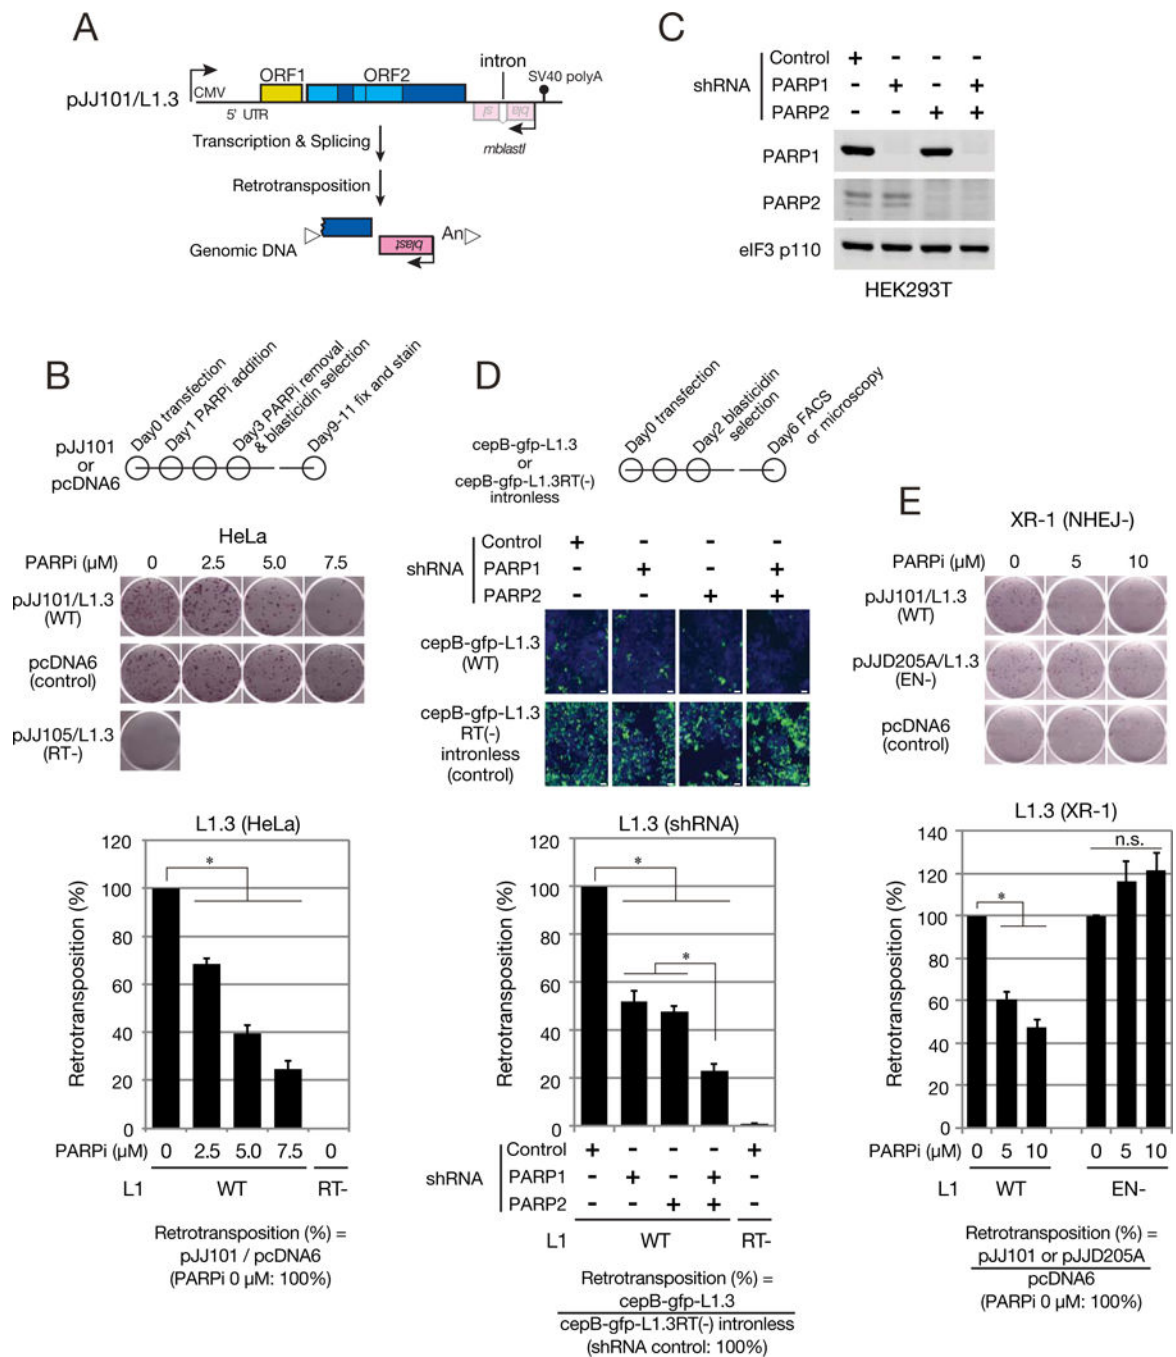 A
pJJ101/L1.3
CMV
5' UTR
ORF1
ORF2
intron
SV40 polyA
mblastI
Transcription & Splicing
Retrotransposition
Genomic DNA
blast
An
C
shRNA
Control + - - -
PARP1 - + - +
PARP2 - - + +
PARP1
PARP2
eIF3 p110
HEK293T
B
pJJ101
or
pcDNA6
Day0 transfection
Day1 PARPi addition
Day3 PARPi removal
& blasticidin selection
Day9-11 fix and stain
HeLa
PARPi (μM) 0 2.5 5.0 7.5
pJJ101/L1.3
(WT)
pcDNA6
(control)
pJJ105/L1.3
(RT-)
L1.3 (HeLa)
Retrotransposition (%)
120
100
80
60
40
20
0
*
PARPi (μM) 0 2.5 5.0 7.5 0
L1 WT RT-
Retrotransposition (%) =
pJJ101 / pcDNA6
(PARPi 0 μM: 100%)
D
cepB-gfp-L1.3
or
cepB-gfp-L1.3RT(-)
intronless
Day0 transfection
Day2 blasticidin
selection
Day6 FACS
or microscopy
shRNA
Control + - - -
PARP1 - + - +
PARP2 - - + +
cepB-gfp-L1.3
(WT)
cepB-gfp-L1.3
RT(-)
intronless
(control)
L1.3 (shRNA)
Retrotransposition (%)
120
100
80
60
40
20
0
*
*
shRNA
Control + - - - +
PARP1 - + - + -
PARP2 - - + + -
L1 WT RT-
Retrotransposition (%) =
cepB-gfp-L1.3
cepB-gfp-L1.3RT(-) intronless
(shRNA control: 100%)
E
XR-1 (NHEJ-)
PARPi (μM) 0 5 10
pJJ101/L1.3
(WT)
pJJD205A/L1.3
(EN-)
pcDNA6
(control)
L1.3 (XR-1)
Retrotransposition (%)
140
120
100
80
60
40
20
0
*
n.s.
PARPi (μM) 0 5 10 0 5 10
L1 WT EN-
Retrotransposition (%) =
pJJ101 or pJJD205A
pcDNA6
(PARPi 0 μM: 100%)